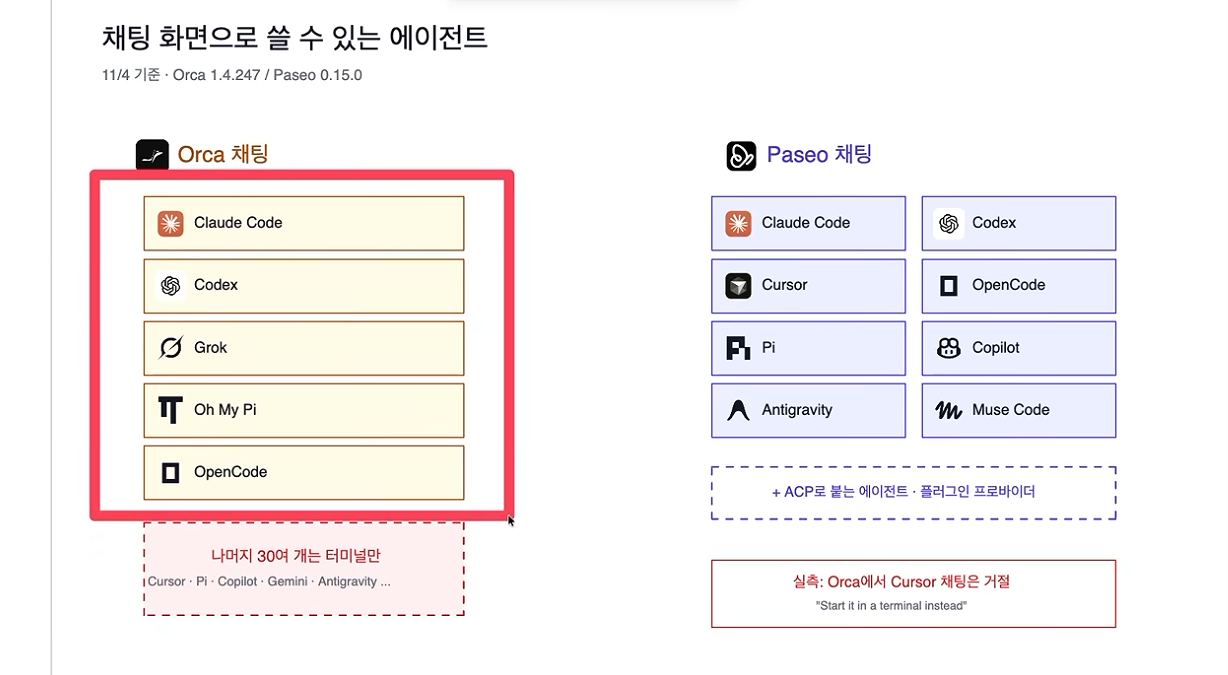 채팅 화면으로 쓸 수 있는 에이전트
11/4 기준 · Orca 1.4.247 / Paseo 0.15.0
Orca 채팅
Claude Code
Codex
Grok
Oh My Pi
OpenCode
나머지 30여 개는 터미널만
Cursor · Pi · Copilot · Gemini · Antigravity ...
Paseo 채팅
Claude Code
Codex
Cursor
OpenCode
Pi
Copilot
Antigravity
Muse Code
+ ACP로 붙는 에이전트 · 플러그인 프로바이더
실측: Orca에서 Cursor 채팅은 거절
"Start it in a terminal instead"